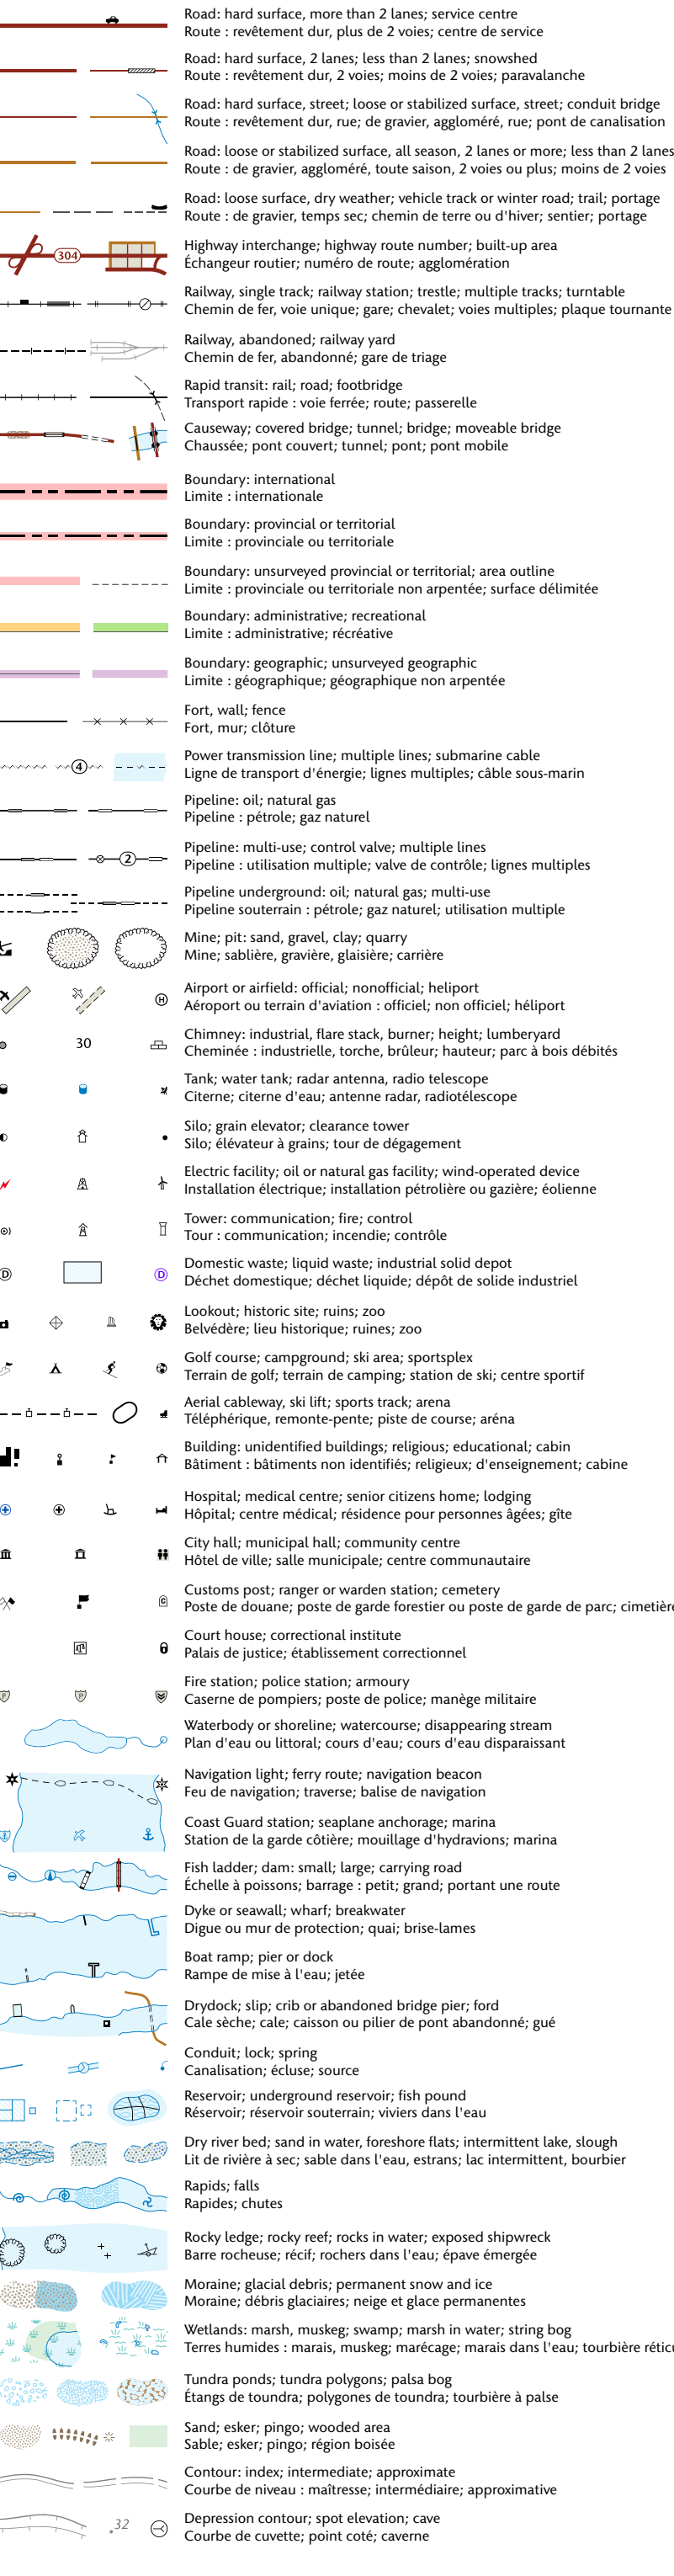 Road: hard surface, more than 2 lanes; service centre
Route : revêtement dur, plus de 2 voies; centre de service
Road: hard surface, 2 lanes; less than 2 lanes; snowshed
Route : revêtement dur, 2 voies; moins de 2 voies; paravalanche
Road: hard surface, street; loose or stabilized surface, street; conduit bridge
Route : revêtement dur, rue; de gravier, aggloméré, rue; pont de canalisation
Road: loose or stabilized surface, all season, 2 lanes or more; less than 2 lanes
Route : de gravier, aggloméré, toute saison, 2 voies ou plus; moins de 2 voies
Road: loose surface, dry weather; vehicle track or winter road; trail; portage
Route : de gravier, temps sec; chemin de terre ou d'hiver; sentier; portage
304
Highway interchange; highway route number; built-up area
Échangeur routier; numéro de route; agglomération
Railway, single track; railway station; trestle; multiple tracks; turntable
Chemin de fer, voie unique; gare; chevalet; voies multiples; plaque tournante
Railway, abandoned; railway yard
Chemin de fer, abandonné; gare de triage
Rapid transit: rail; road; footbridge
Transport rapide : voie ferrée; route; passerelle
Causeway; covered bridge; tunnel; bridge; moveable bridge
Chaussée; pont couvert; tunnel; pont; pont mobile
Boundary: international
Limite : internationale
Boundary: provincial or territorial
Limite : provinciale ou territoriale
Boundary: unsurveyed provincial or territorial; area outline
Limite : provinciale ou territoriale non arpentée; surface délimitée
Boundary: administrative; recreational
Limite : administrative; récréative
Boundary: geographic; unsurveyed geographic
Limite : géographique; géographique non arpentée
Fort, wall; fence
Fort, mur; clôture
4
Power transmission line; multiple lines; submarine cable
Ligne de transport d'énergie; lignes multiples; câble sous-marin
Pipeline: oil; natural gas
Pipeline : pétrole; gaz naturel
2
Pipeline: multi-use; control valve; multiple lines
Pipeline : utilisation multiple; valve de contrôle; lignes multiples
Pipeline underground: oil; natural gas; multi-use
Pipeline souterrain : pétrole; gaz naturel; utilisation multiple
Mine; pit: sand, gravel, clay; quarry
Mine; sablière, gravière, glaisière; carrière
H
Airport or airfield: official; nonofficial; heliport
Aéroport ou terrain d'aviation : officiel; non officiel; héliport
30
Chimney: industrial, flare stack, burner; height; lumberyard
Cheminée : industrielle, torche, brûleur; hauteur; parc à bois débités
Tank; water tank; radar antenna, radio telescope
Citerne; citerne d'eau; antenne radar, radiotélescope
Silo; grain elevator; clearance tower
Silo; élévateur à grains; tour de dégagement
Electric facility; oil or natural gas facility; wind-operated device
Installation électrique; installation pétrolière ou gazière; éolienne
Tower: communication; fire; control
Tour : communication; incendie; contrôle
D
D
Domestic waste; liquid waste; industrial solid depot
Déchet domestique; déchet liquide; dépôt de solide industriel
Lookout; historic site; ruins; zoo
Belvédère; lieu historique; ruines; zoo
Golf course; campground; ski area; sportsplex
Terrain de golf; terrain de camping; station de ski; centre sportif
Aerial cableway, ski lift; sports track; arena
Téléphérique, remonte-pente; piste de course; aréna
Building: unidentified buildings; religious; educational; cabin
Bâtiment : bâtiments non identifiés; religieux; d'enseignement; cabine
Hospital; medical centre; senior citizens home; lodging
Hôpital; centre médical; résidence pour personnes âgées; gîte
City hall; municipal hall; community centre
Hôtel de ville; salle municipale; centre communautaire
C
Customs post; ranger or warden station; cemetery
Poste de douane; poste de garde forestier ou poste de garde de parc; cimetière
Court house; correctional institute
Palais de justice; établissement correctionnel
F
P
Fire station; police station; armoury
Caserne de pompiers; poste de police; manège militaire
Waterbody or shoreline; watercourse; disappearing stream
Plan d'eau ou littoral; cours d'eau; cours d'eau disparaissant
Navigation light; ferry route; navigation beacon
Feu de navigation; traverse; balise de navigation
Coast Guard station; seaplane anchorage; marina
Station de la garde côtière; mouillage d'hydravions; marina
Fish ladder; dam: small; large; carrying road
Échelle à poissons; barrage : petit; grand; portant une route
Dyke or seawall; wharf; breakwater
Digue ou mur de protection; quai; brise-lames
Boat ramp; pier or dock
Rampe de mise à l'eau; jetée
Drydock; slip; crib or abandoned bridge pier; ford
Cale sèche; cale; caisson ou pilier de pont abandonné; gué
Conduit; lock; spring
Canalisation; écluse; source
Reservoir; underground reservoir; fish pound
Réservoir; réservoir souterrain; viviers dans l'eau
Dry river bed; sand in water, foreshore flats; intermittent lake, slough
Lit de rivière à sec; sable dans l'eau, estrans; lac intermittent, bourbier
Rapids; falls
Rapides; chutes
Rocky ledge; rocky reef; rocks in water; exposed shipwreck
Barre rocheuse; récif; rochers dans l'eau; épave émergée
Moraine; glacial debris; permanent snow and ice
Moraine; débris glaciaires; neige et glace permanentes
Wetlands: marsh, muskeg; swamp; marsh in water; string bog
Terres humides : marais, muskeg; marécage; marais dans l'eau; tourbière
Tundra ponds; tundra polygons; palsa bog
Étangs de toundra; polygones de toundra; tourbière à palse
Sand; esker; pingo; wooded area
Sable; esker; pingo; région boisée
Contour: index; intermediate; approximate
Courbe de niveau : maîtresse; intermédiaire; approximative
.32
Depression contour; spot elevation; cave
Courbe de cuvette; point coté; caverne